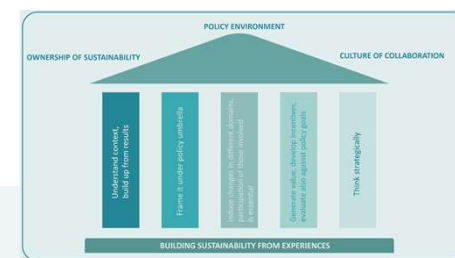 POLICY ENVIRONMENT
OWNERSHIP OF SUSTAINABILITY
CULTURE OF COLLABORATION
Understand context,
build up from results
Frame it under policy umbrella
Induce changes in different domains,
participation of those involved
is essential
Generate value, develop incentives,
evaluate also against policy goals
Think strategically
BUILDING SUSTAINABILITY FROM EXPERIENCES